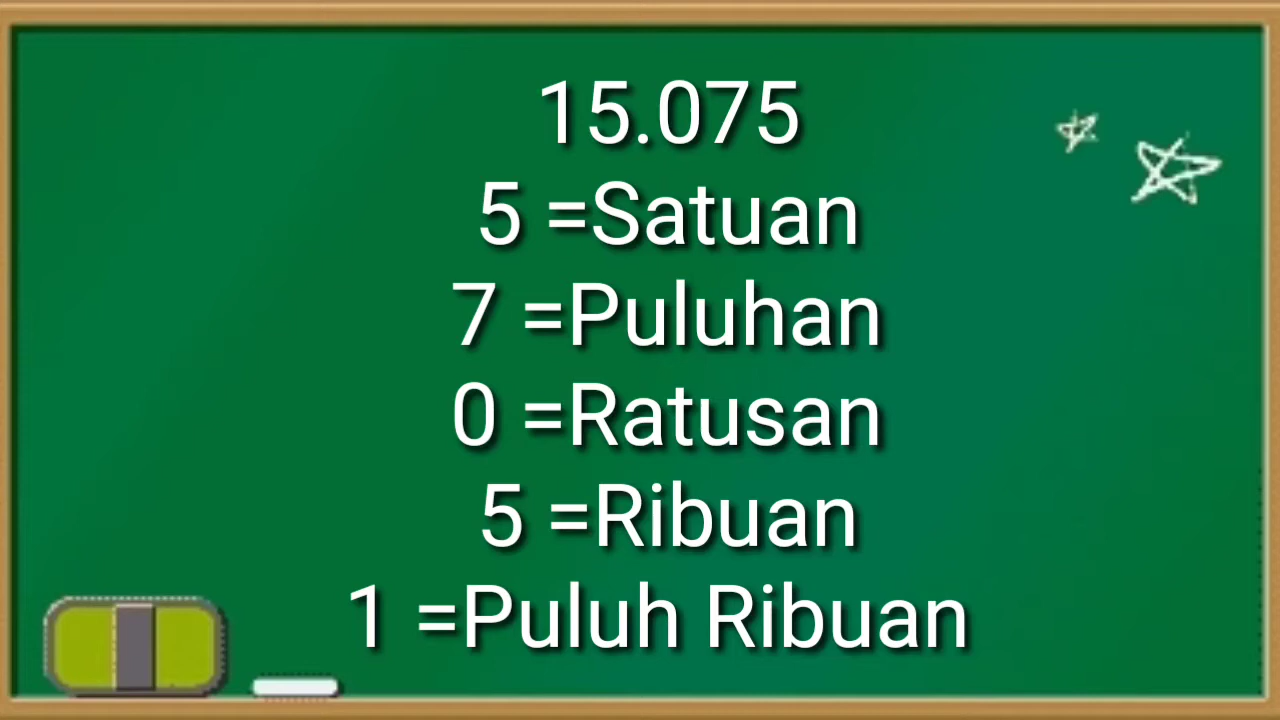 15.075
5 =Satuan
7 =Puluhan
0 =Ratusan
5 =Ribuan
1 =Puluh Ribuan